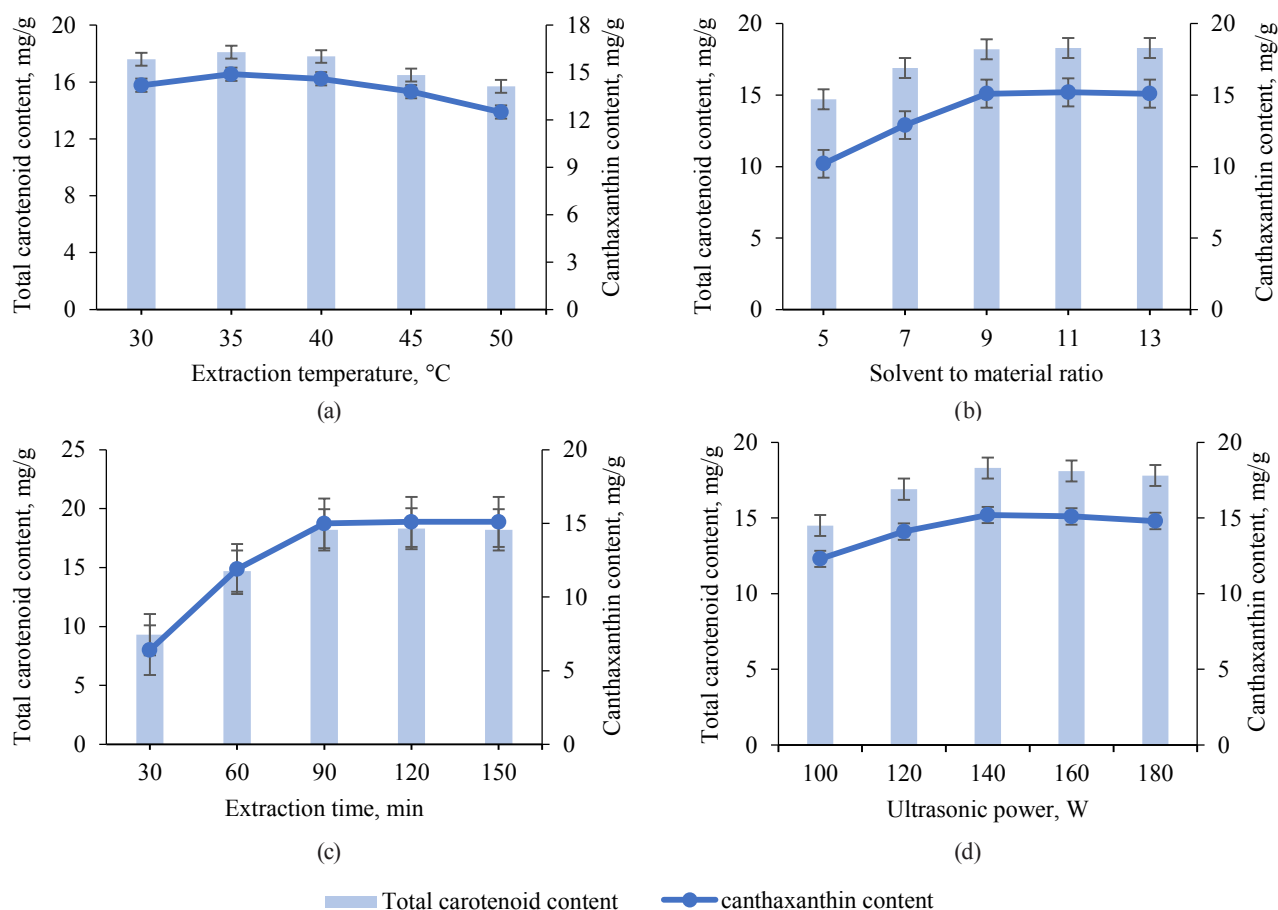 Total carotenoid content, mg/g
20
16
12
8
4
0
18
15
12
9
6
3
0
Canthaxanthin content, mg/g
30 35 40 45 50
Extraction temperature, °C
(a)
Total carotenoid content, mg/g
20
15
10
5
0
20
15
10
5
0
Canthaxanthin content, mg/g
5 7 9 11 13
Solvent to material ratio
(b)
Total carotenoid content, mg/g
25
20
15
10
5
0
20
15
10
5
0
Canthaxanthin content, mg/g
30 60 90 120 150
Extraction time, min
(c)
Total carotenoid content, mg/g
20
15
10
5
0
20
15
10
5
0
Canthaxanthin content, mg/g
100 120 140 160 180
Ultrasonic power, W
(d)
Total carotenoid content canthaxanthin content